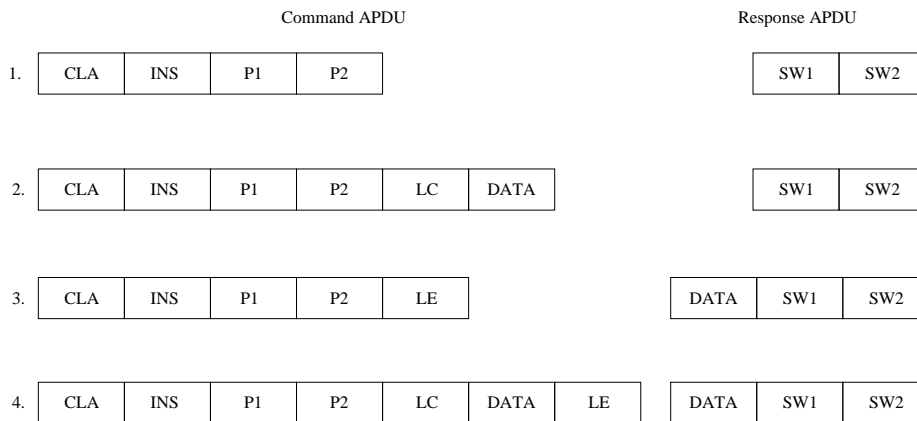 Command APDU Response APDU
1. CLA INS P1 P2 SW1 SW2
2. CLA INS P1 P2 LC DATA SW1 SW2
3. CLA INS P1 P2 LE DATA SW1 SW2
4. CLA INS P1 P2 LC DATA LE DATA SW1 SW2